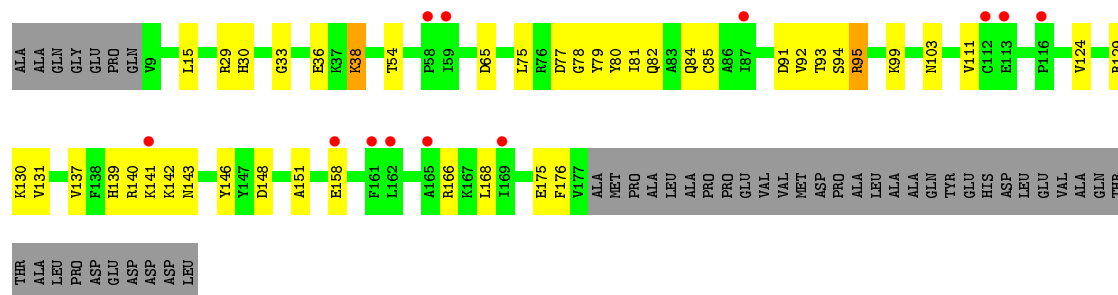 ALA ALA GLN GLY GLU PRO GLN V9 L15 R29 H30 G33 E36 K37 K38 T54 P58 I59 D65 L75 R76 D77 G78 Y79 Y80 I81 Q82 A83 Q84 C85 A86 I87 D91 V92 T93 S94 R95 K99 N103 V111 C112 E113 P116 V124
K130 V131 V137 F138 H139 R140 K141 K142 N143 Y146 Y147 D148 A151 E158 F161 L162 A165 R166 K167 L168 I169 E175 F176 V177 ALA MET PRO ALA LEU ALA PRO PRO GLU VAL VAL MET ASP PRO ALA LEU ALA ALA GLN TYR GLU HIS ASP LEU GLU VAL ALA GLN
THR ALA LEU PRO ASP GLU ASP ASP ASP LEU